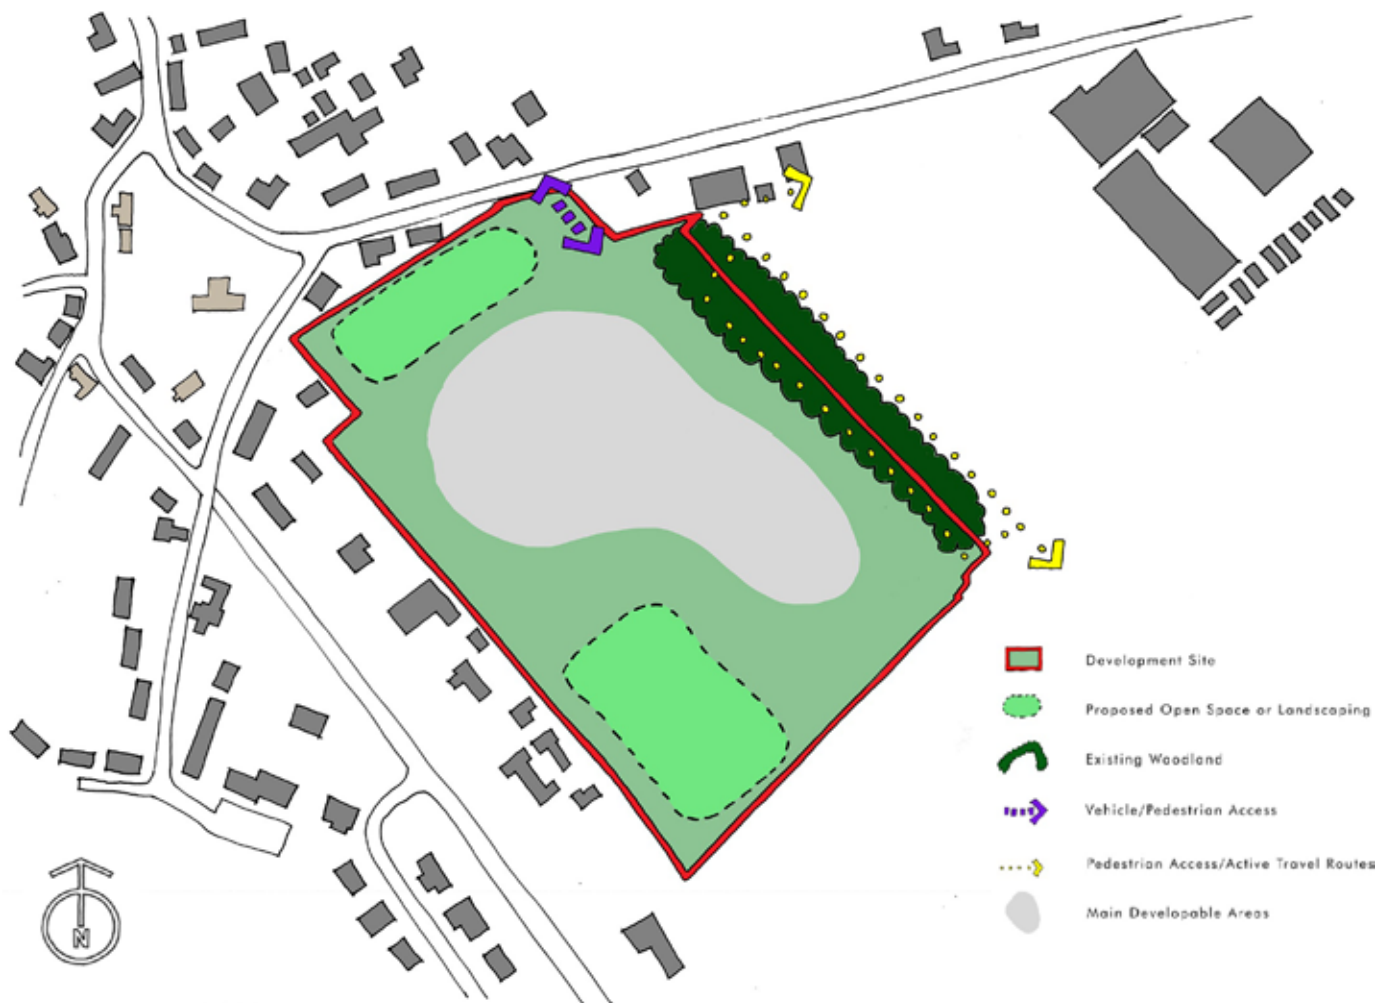 Development Site
Proposed Open Space or Landscaping
Existing Woodland
Vehicle/Pedestrian Access
Pedestrian Access/Active Travel Routes
Main Developable Areas
N